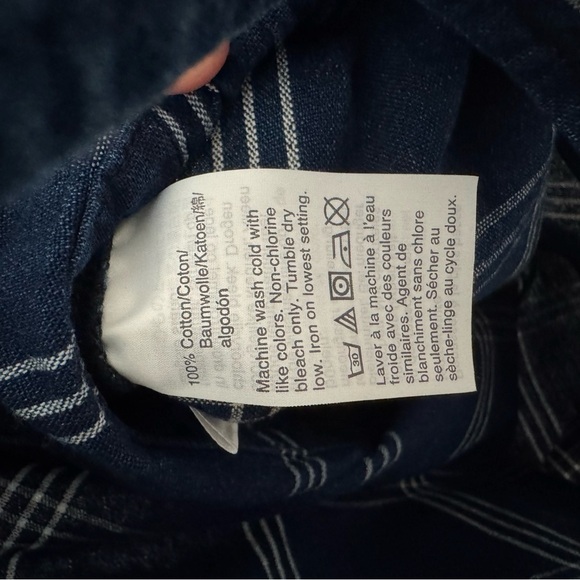 100% Cotton/Coton/
Baumwolle/Katoen/綿/
algodón
Machine wash cold with
like colors. Non-chlorine
bleach only. Tumble dry
low. Iron on lowest setting.
30
Laver à la machine à l'eau
froide avec des couleurs
similaires. Agent de
blanchiment sans chlore
seulement. Sécher au
sèche-linge au cycle doux.